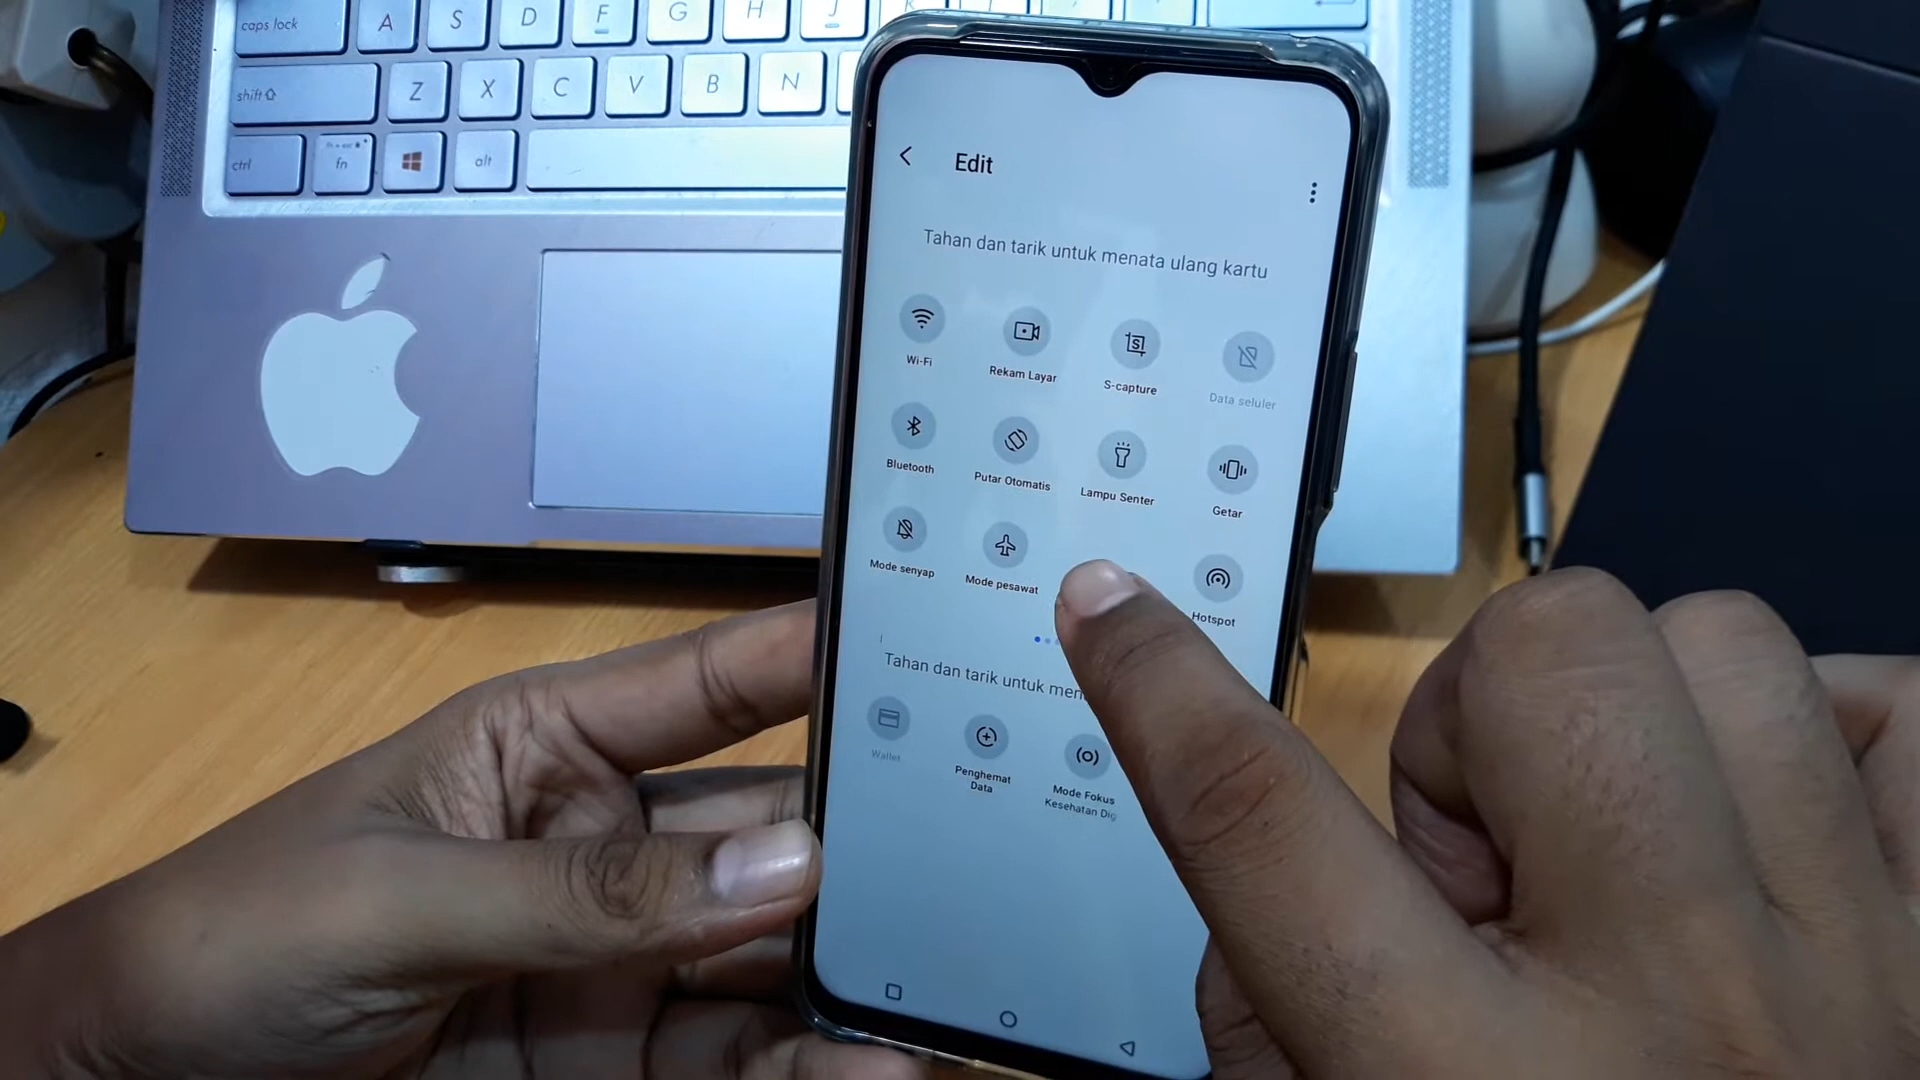 caps lock A S D F G H J
shift Z X C V B N
ctrl fn alt
Edit
Tahan dan tarik untuk menata ulang kartu
Wi-Fi Rekam Layar S-capture Data seluler
Bluetooth Putar Otomatis Lampu Senter Getar
Mode senyap Mode pesawat Hotspot
Tahan dan tarik untuk
Wallet Penghemat Data Mode Fokus
Kesehatan